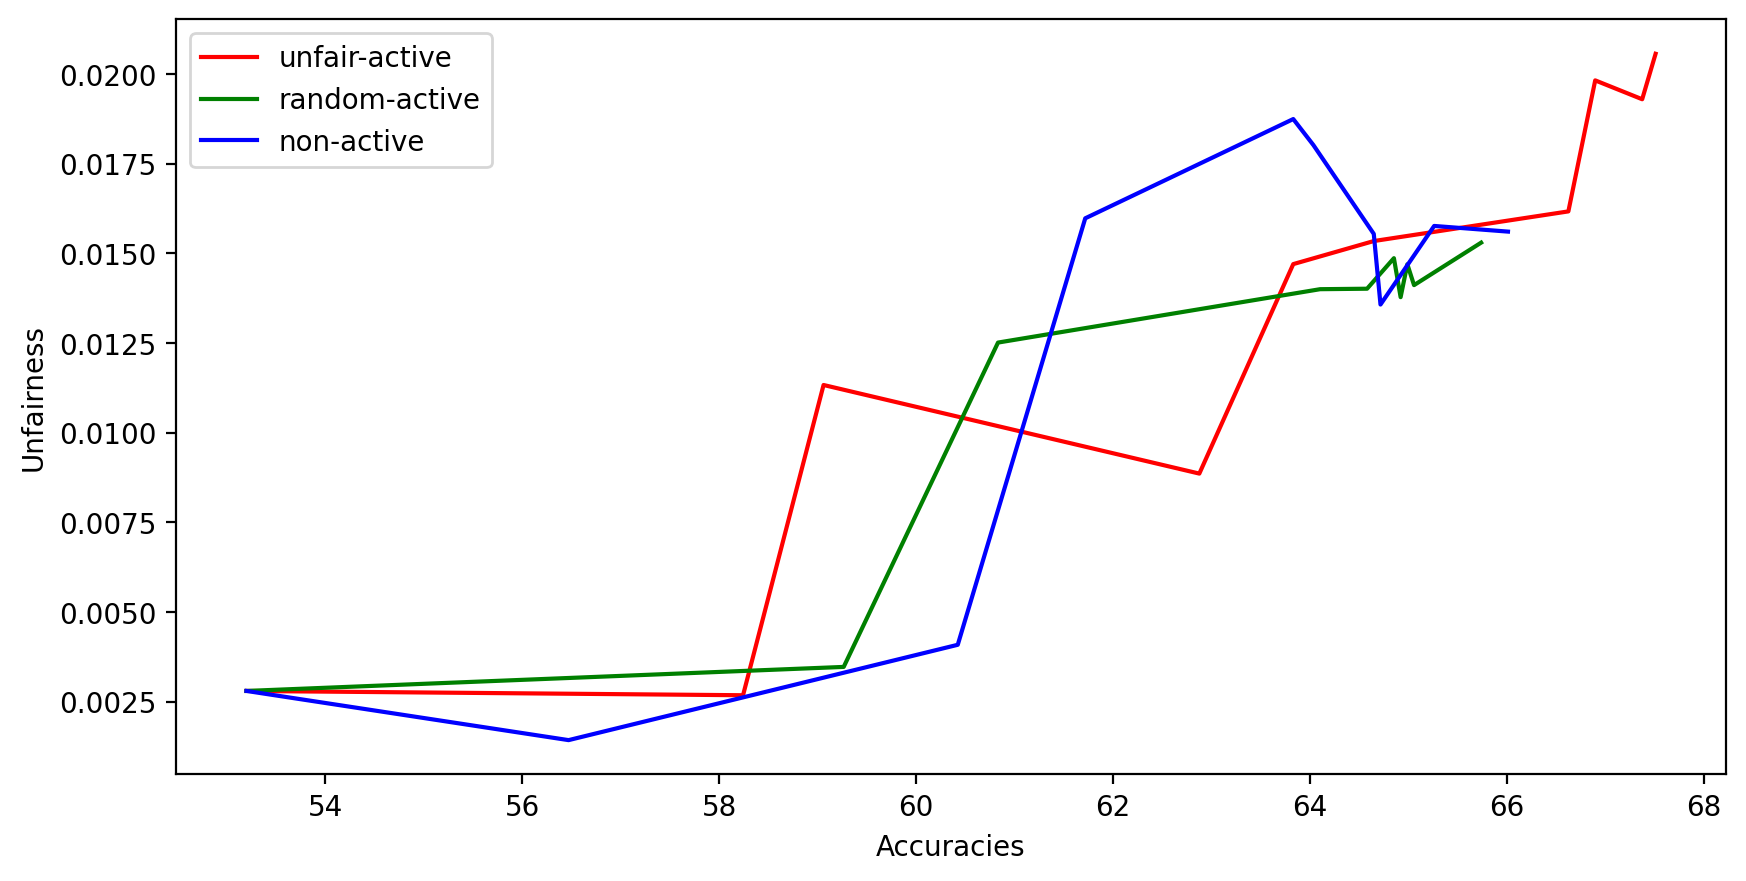 unfair-active
random-active
non-active
0.0200
0.0175
0.0150
0.0125
0.0100
0.0075
0.0050
0.0025
Unfairness
54 56 58 60 62 64 66 68
Accuracies